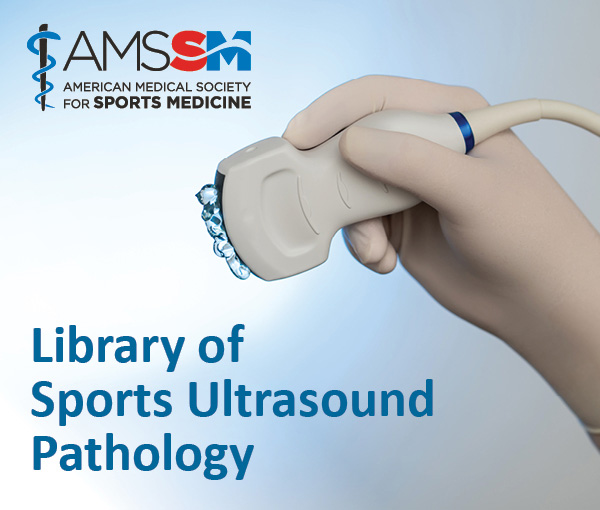 AMSSM
AMERICAN MEDICAL SOCIETY
FOR SPORTS MEDICINE
Library of
Sports Ultrasound
Pathology